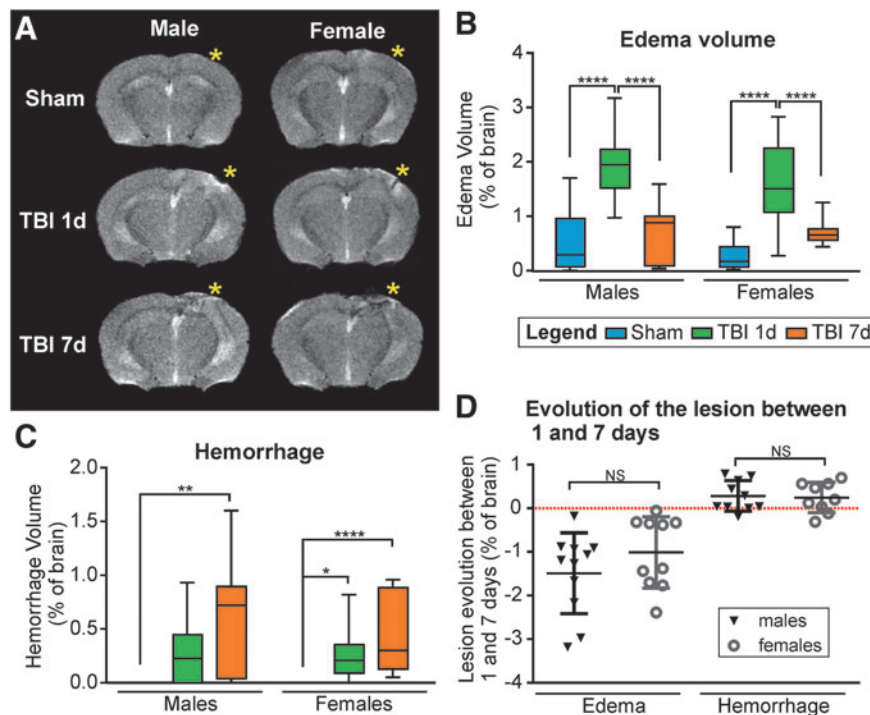 A
Male Female
Sham
TBI 1d
TBI 7d
*
*
*
*
*
*
B
Edema volume
Edema Volume
(% of brain)
4
3
2
1
0
**** ****
**** ****
Males Females
Legend Sham TBI 1d TBI 7d
C
Hemorrhage
Hemorrhage Volume
(% of brain)
2.0
1.5
1.0
0.5
0.0
**
****
*
Males Females
D
Evolution of the lesion between
1 and 7 days
Lesion evolution between
1 and 7 days (% of brain)
1
0
-1
-2
-3
-4
NS NS
males
females
Edema Hemorrhage